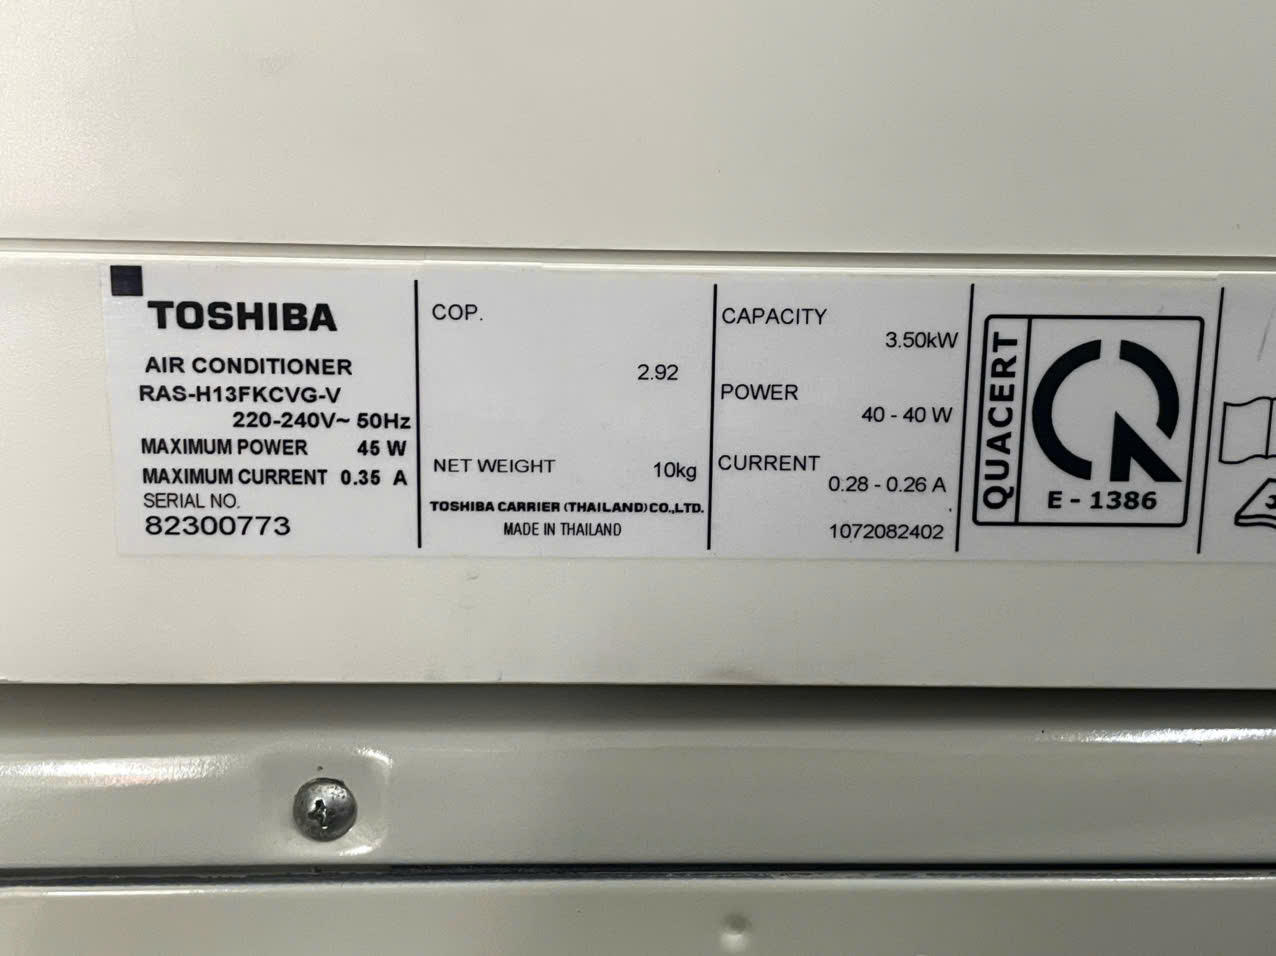 TOSHIBA
AIR CONDITIONER
RAS-H13FKCVG-V
220-240V~ 50Hz
MAXIMUM POWER 45 W
MAXIMUM CURRENT 0.35 A
SERIAL NO.
82300773
COP.
2.92
NET WEIGHT 10kg
TOSHIBA CARRIER (THAILAND) CO.,LTD.
MADE IN THAILAND
CAPACITY
3.50kW
POWER
40 - 40 W
CURRENT
0.28 - 0.26 A
1072082402
QUACERT
E - 1386